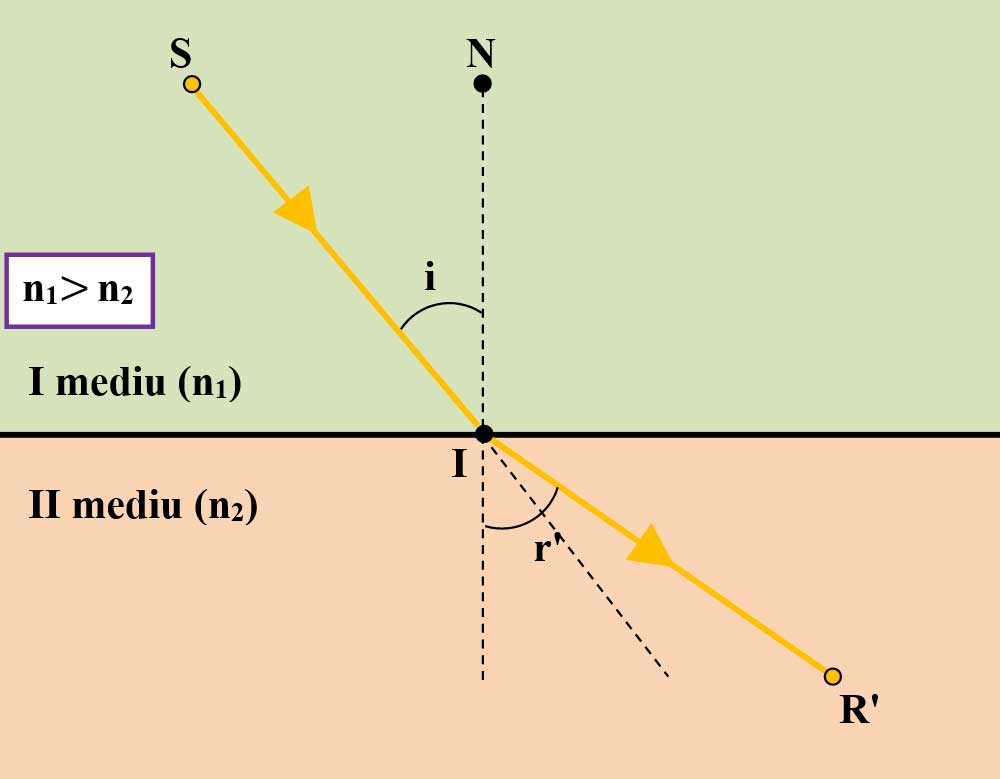 S
N
i
n₁> n₂
I mediu (n₁)
I
II mediu (n₂)
r'
R'